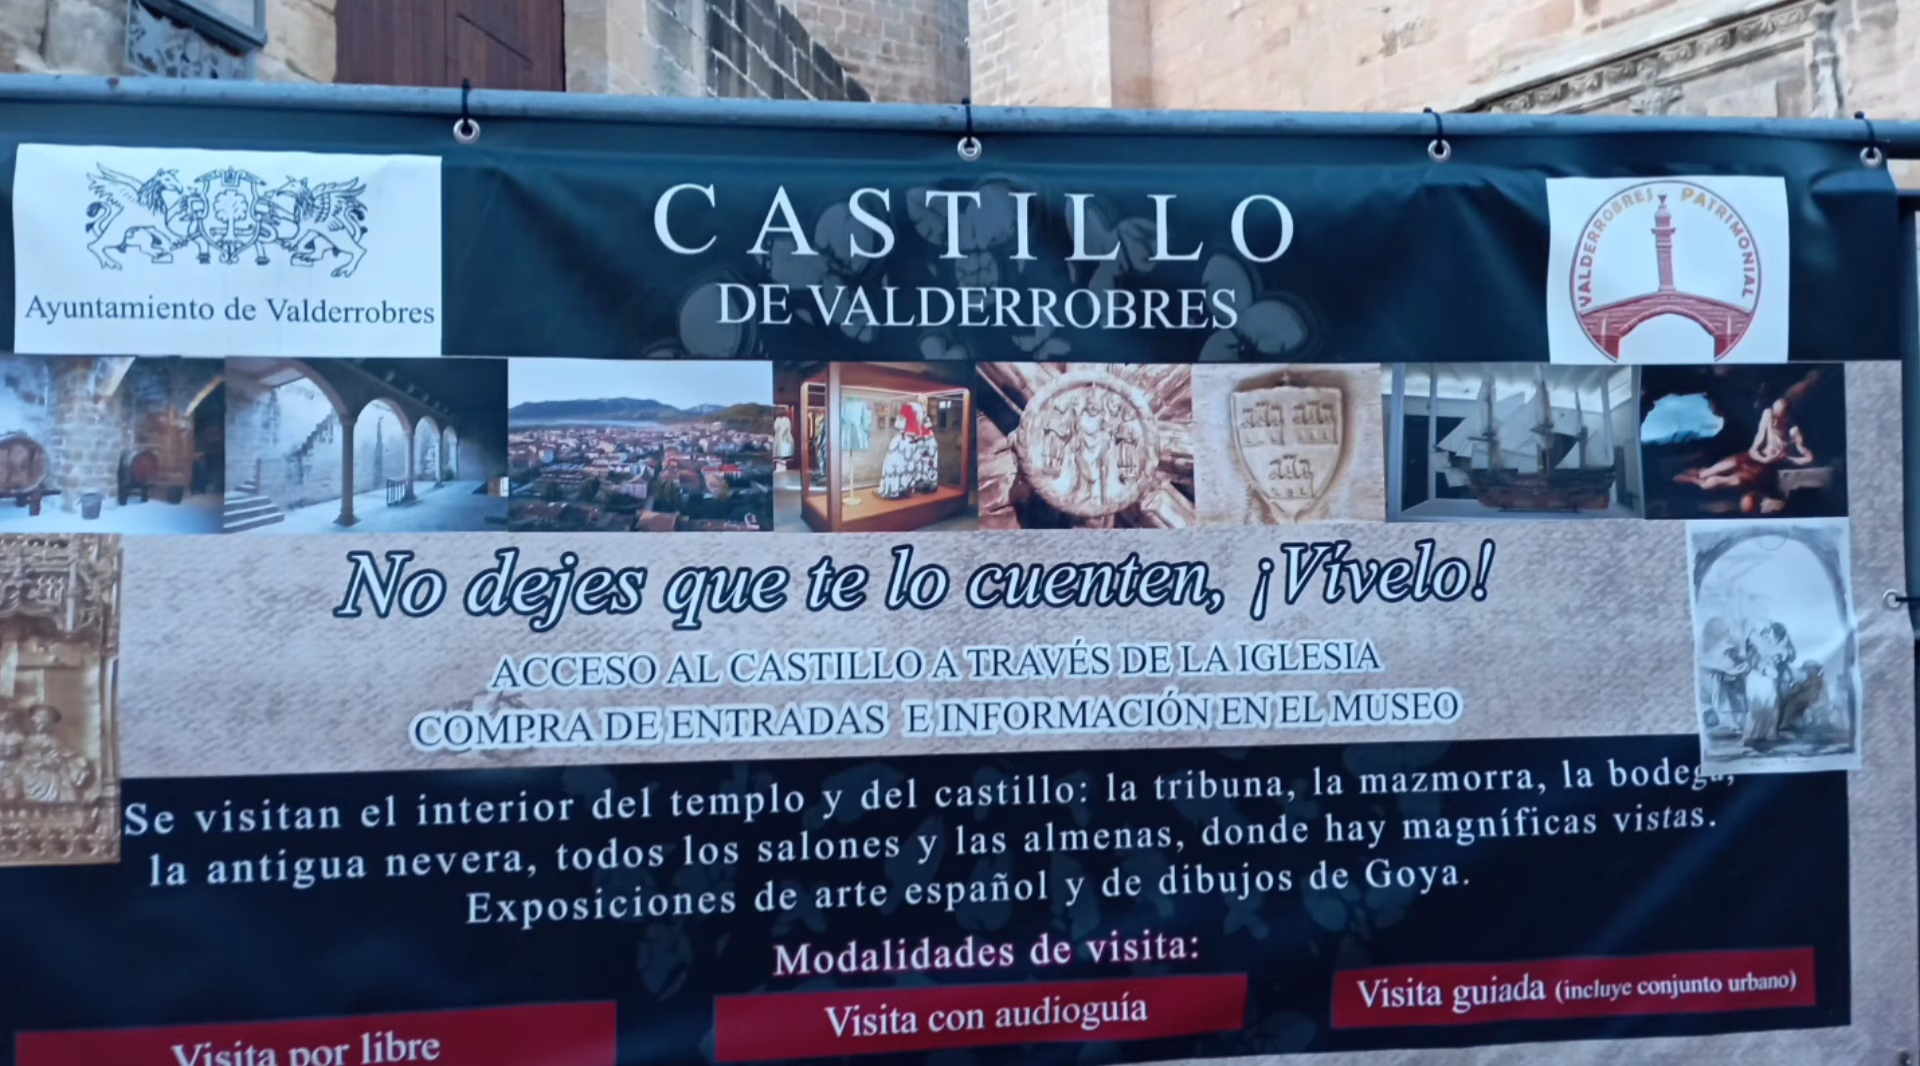 CASTILLO
DE VALDERROBRES
Ayuntamiento de Valderrobres
VALDERROBRES PATRIMONIAL
No dejes que te lo cuenten, ¡Vívelo!
ACCESO AL CASTILLO A TRAVÉS DE LA IGLESIA
COMPRA DE ENTRADAS E INFORMACIÓN EN EL MUSEO
Se visitan el interior del templo y del castillo: la tribuna, la mazmorra, la bodega,
la antigua nevera, todos los salones y las almenas, donde hay magníficas vistas.
Exposiciones de arte español y de dibujos de Goya.
Modalidades de visita:
Visita por libre
Visita con audioguía
Visita guiada (incluye conjunto urbano)